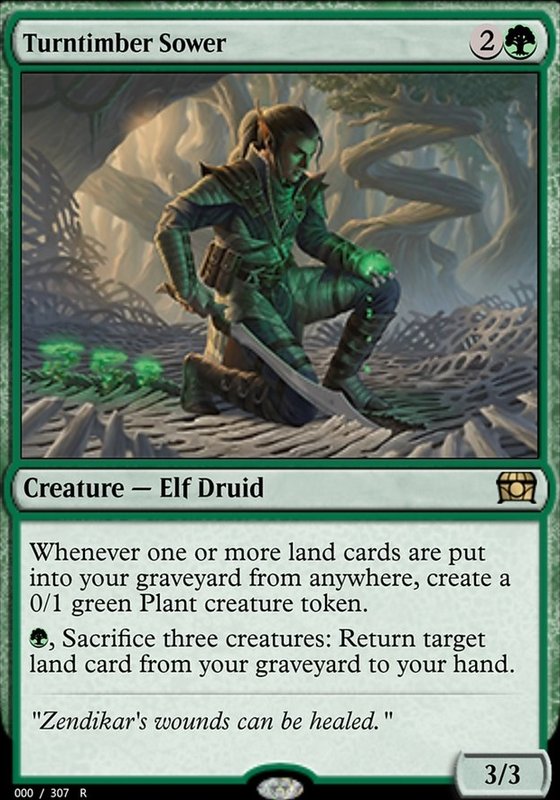 Turntimber Sower 2
Creature — Elf Druid
Whenever one or more land cards are put
into your graveyard from anywhere, create a
0/1 green Plant creature token.
, Sacrifice three creatures: Return target
land card from your graveyard to your hand.
"Zendikar's wounds can be healed."
3/3
000 / 307 R